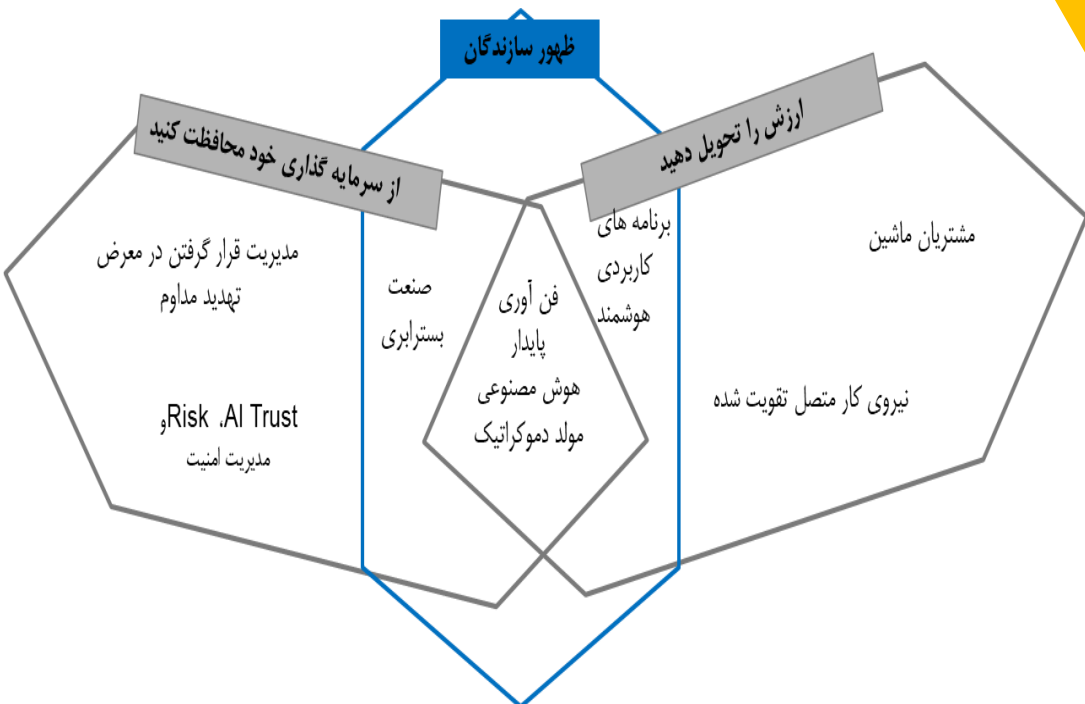 ظهور سازندگان
ارزش را تحویل دهید
از سرمایه گذاری خود محافظت کنید
مشتریان ماشین
نیروی کار متصل تقویت شده
برنامه های
کاربردی
هوشمند
فن آوری
پایدار
هوش مصنوعی
مولد دموکراتیک
صنعت
بسترابری
مدیریت قرار گرفتن در معرض
تهدید مداوم
Risk ،AI Trustو
مدیریت امنیت